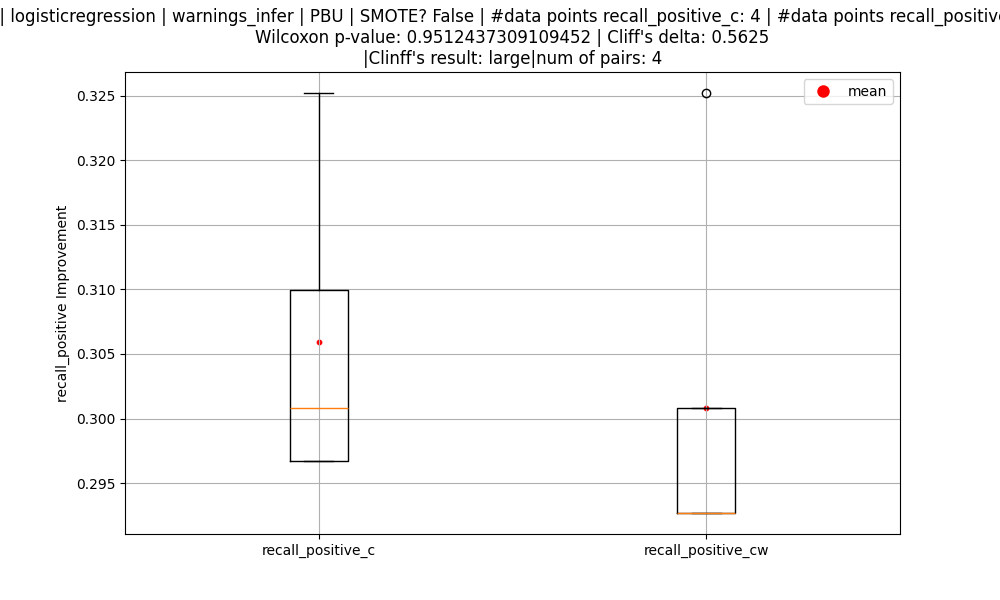 | logisticregression | warnings_infer | PBU | SMOTE? False | #data points recall_positive_c: 4 | #data points
Wilcoxon p-value: 0.9512437309109452 | Cliff's delta: 0.5625
|Clinff's result: large|num of pairs: 4
mean
0.325
0.320
0.315
0.310
0.305
0.300
0.295
recall_positive Improvement
recall_positive_c
recall_positive_cw